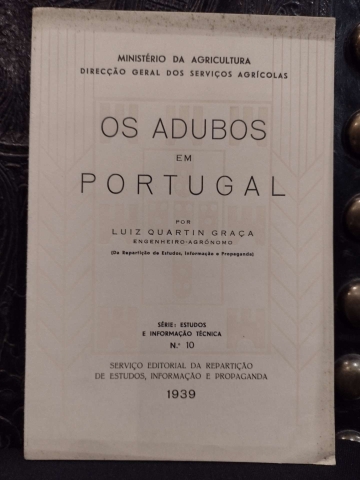 MINISTÉRIO DA AGRICULTURA
DIRECÇÃO GERAL DOS SERVIÇOS AGRÍCOLAS
OS ADUBOS
EM
PORTUGAL
POR
LUIZ QUARTIN GRAÇA
ENGENHEIRO-AGRÓNOMO
(Da Repartição de Estudos, Informação e Propaganda)
SÉRIE: ESTUDOS
E INFORMAÇÃO TÉCNICA
N.º 10
SERVIÇO EDITORIAL DA REPARTIÇÃO
DE ESTUDOS, INFORMAÇÃO E PROPAGANDA
1939